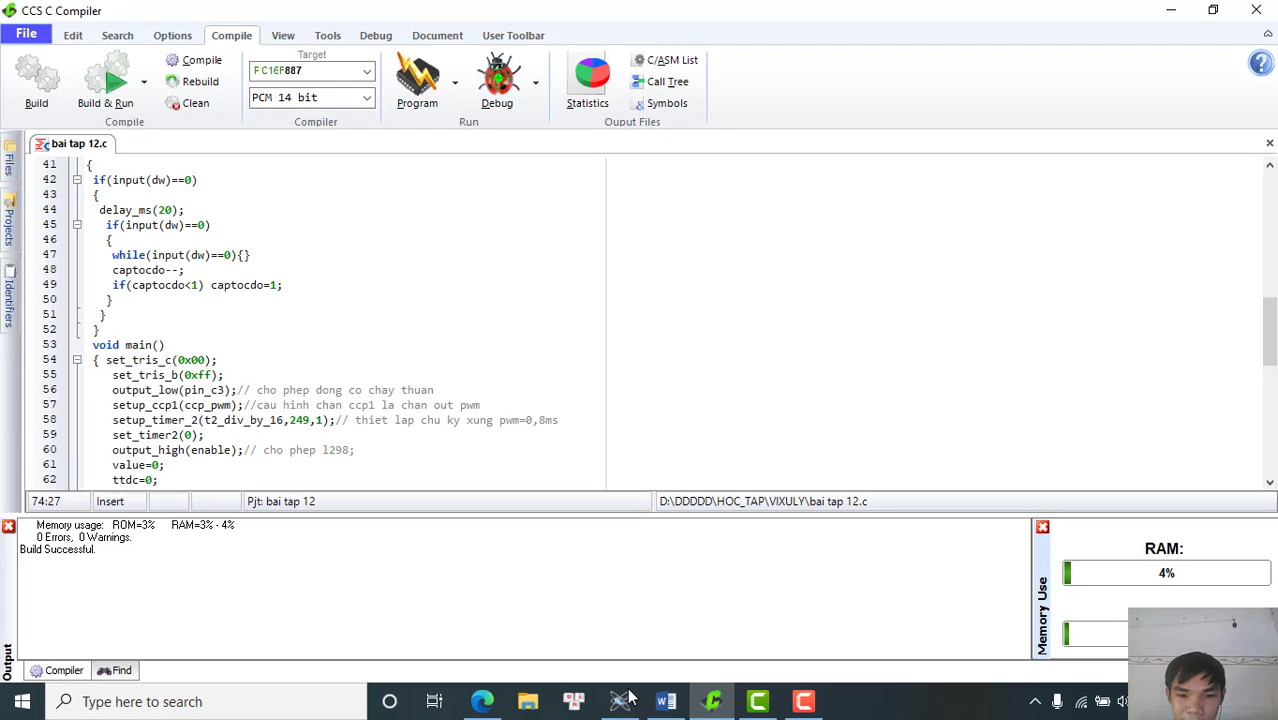 CCS C Compiler
File Edit Search Options Compile View Tools Debug Document User Toolbar
Build
Build & Run
Compile
Rebuild
Clean
Compile
Target
PCM 14 bit
Compiler
Program
Debug
Run
Statistics
C/ASM List
Call Tree
Symbols
Ouput Files
bai tap 12.c
Files
Projects
Identifiers
41 {
42 if(input(dw)==0)
43 {
44 delay_ms(20);
45 if(input(dw)==0)
46 {
47 while(input(dw)==0){}
48 captocdo--;
49 if(captocdo<1) captocdo=1;
50 }
51 }
52 }
53 void main()
54 { set_tris_c(0x00);
55 set_tris_b(0xff);
56 output_low(pin_c3);// cho phep dong co chay thuan
57 setup_ccp1(ccp_pwm);//cau hinh chan ccp1 la chan out pwm
58 setup_timer_2(t2_div_by_16,249,1);// thiet lap chu ky xung pwm=0,8ms
59 set_timer2(0);
60 output_high(enable);// cho phep l298;
61 value=0;
62 ttdc=0;
74:27 Insert Pjt: bai tap 12 D:\DDDDD\HOC_TAP\VIXULY\bai tap 12.c
Memory usage: ROM=3% RAM=3% - 4%
0 Errors, 0 Warnings.
Build Successful.
Output
Memory Use
RAM:
4%
Compiler Find
Type here to search